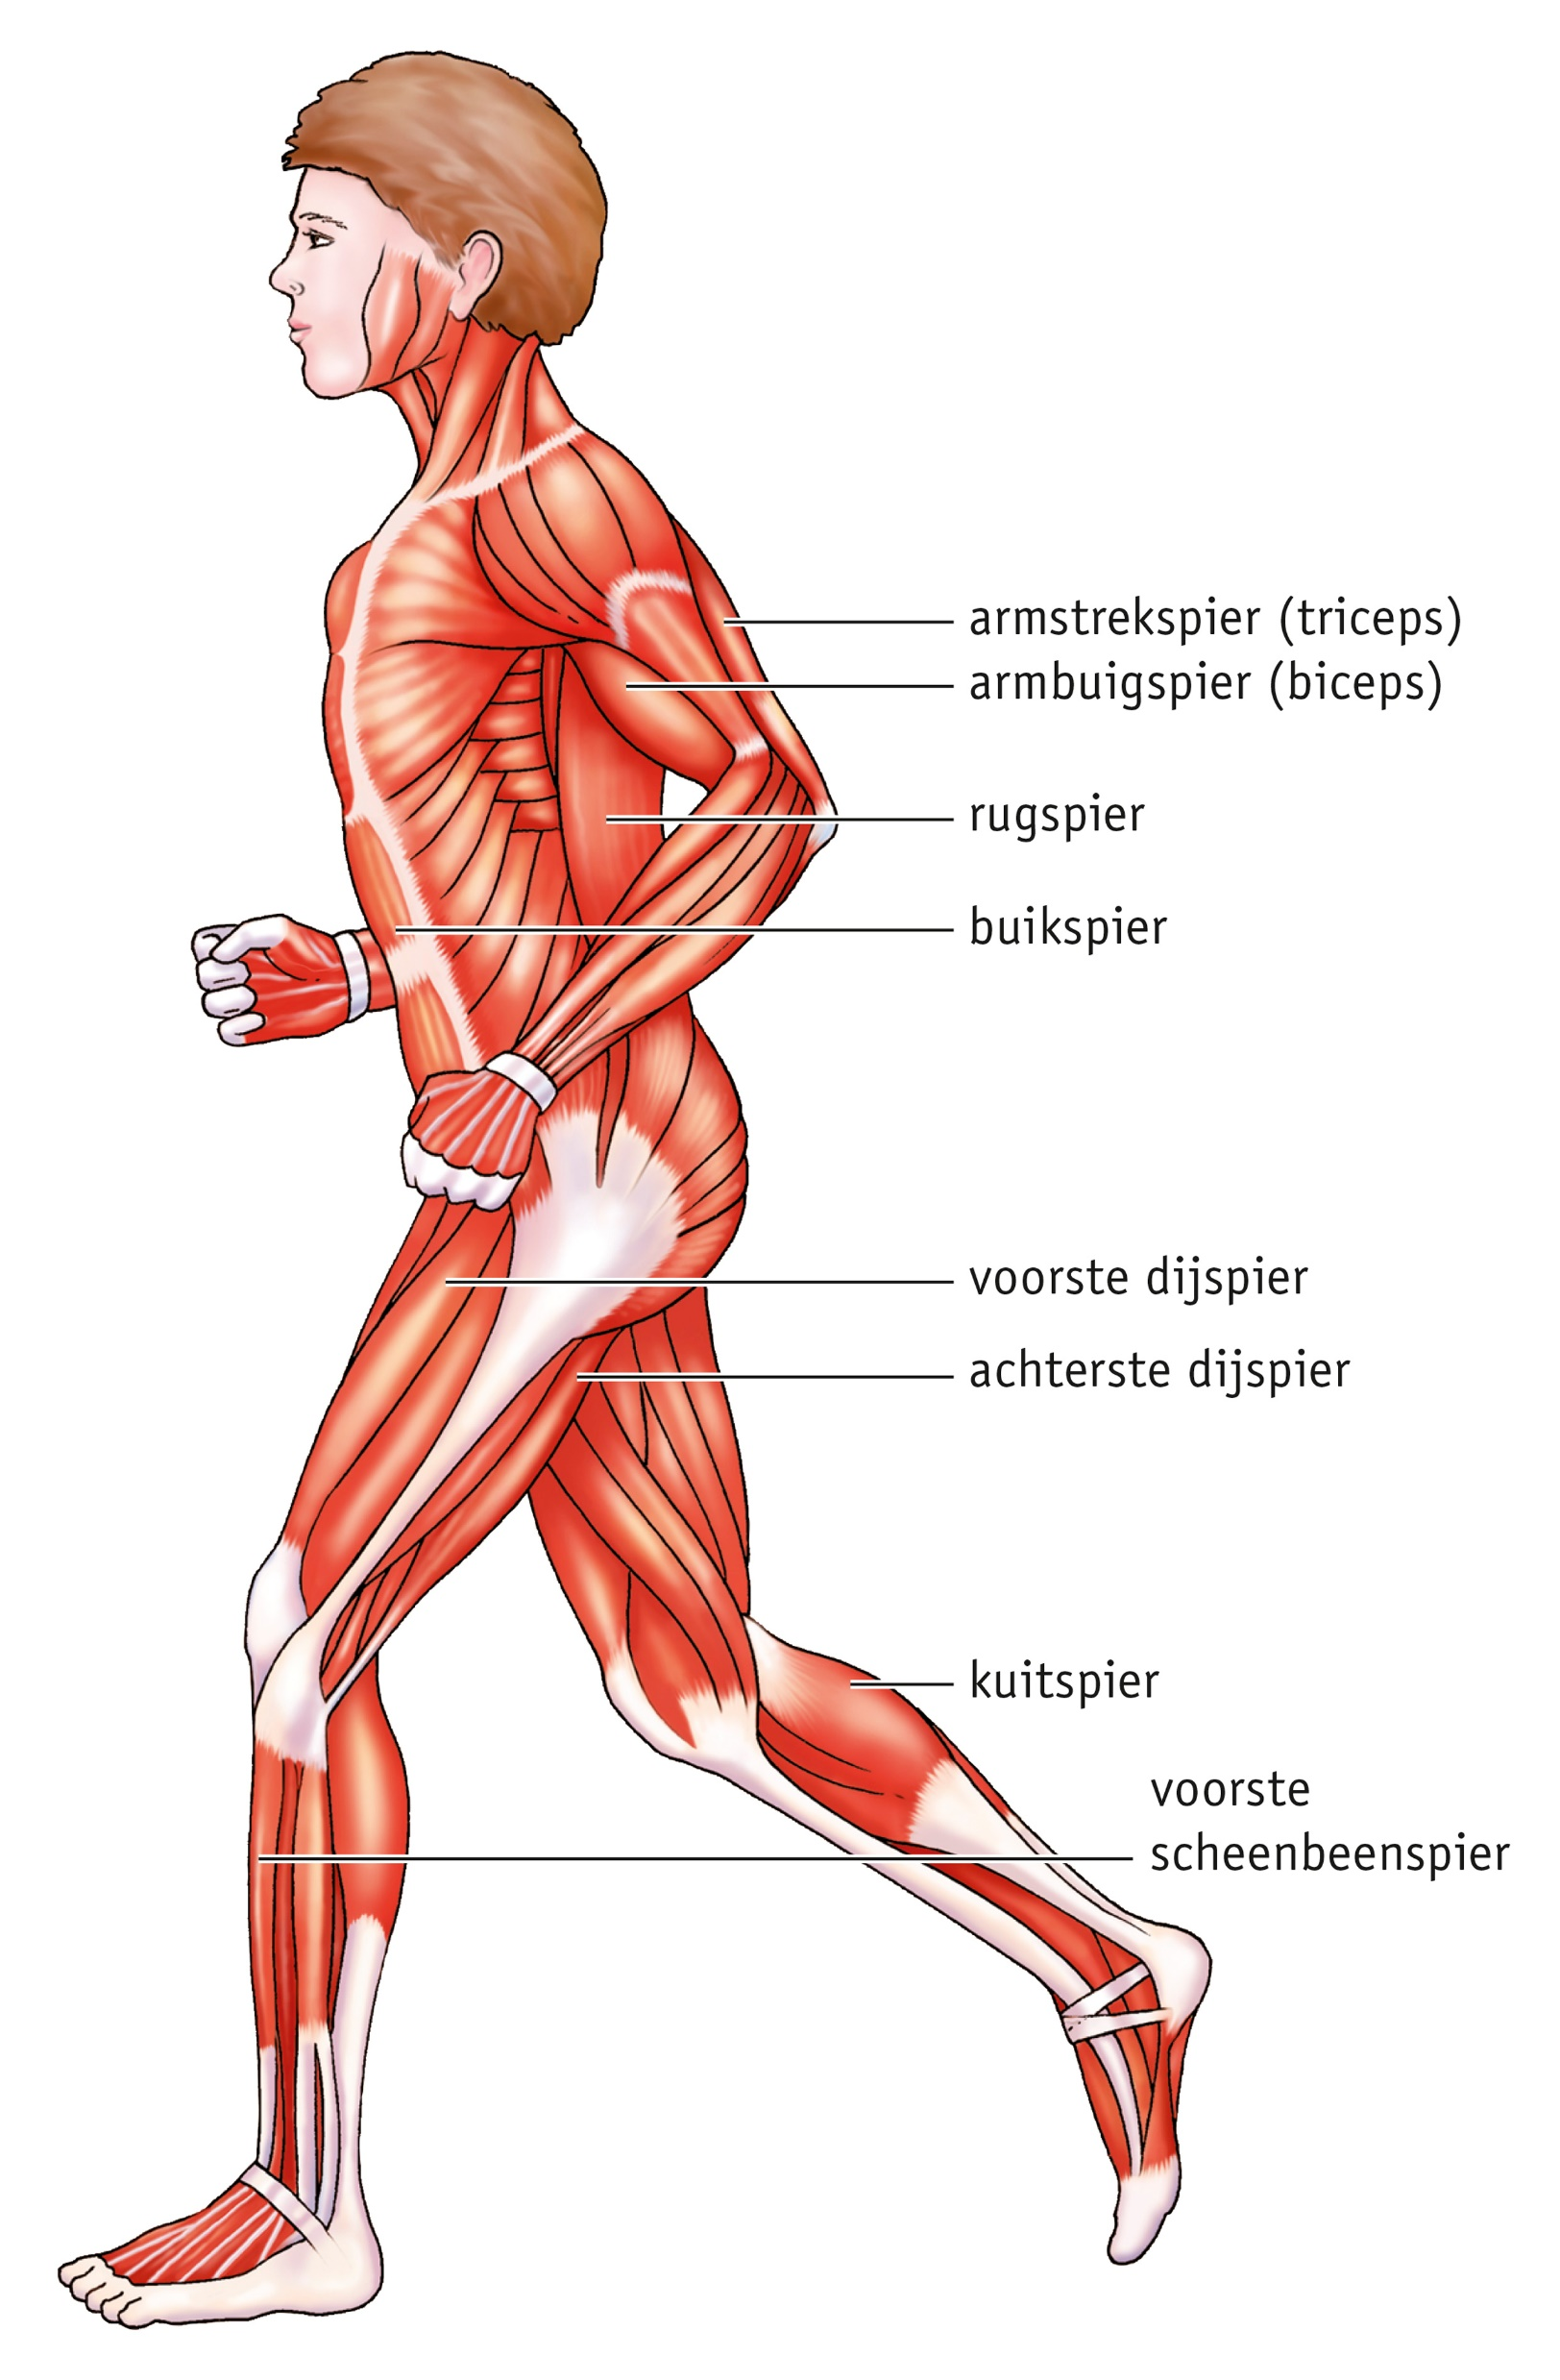 armstrekspier (triceps)
armbuigspier (biceps)
rugspier
buikspier
voorste dijspier
achterste dijspier
kuitspier
voorste
scheenbeenspier